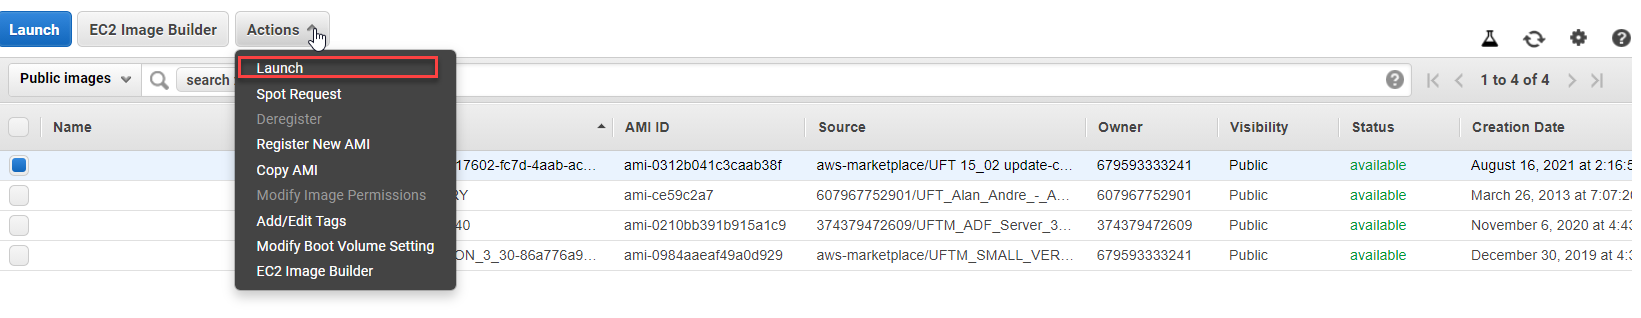 Launch EC2 Image Builder Actions
Launch
Public images search 1 to 4 of 4
Spot Request
Deregister
Name AMI ID Source Owner Visibility Status Creation Date
Register New AMI
17602-fc7d-4aab-ac... ami-0312b041c3caab38f aws-marketplace/UFT 15_02 update-c... 679593333241 Public available August 16, 2021 at 2:16:5
Copy AMI
Modify Image Permissions
RY ami-ce59c2a7 607967752901/UFT_Alan_Andre_-_A... 607967752901 Public available March 26, 2013 at 7:07:26
Add/Edit Tags
40 ami-0210bb391b915a1c9 374379472609/UFTM_ADF_Server_3... 374379472609 Public available November 6, 2020 at 4:43
Modify Boot Volume Setting
ON_3_30-86a776a9... ami-0984aaeaf49a0d929 aws-marketplace/UFTM_SMALL_VER... 679593333241 Public available December 30, 2019 at 4:3
EC2 Image Builder